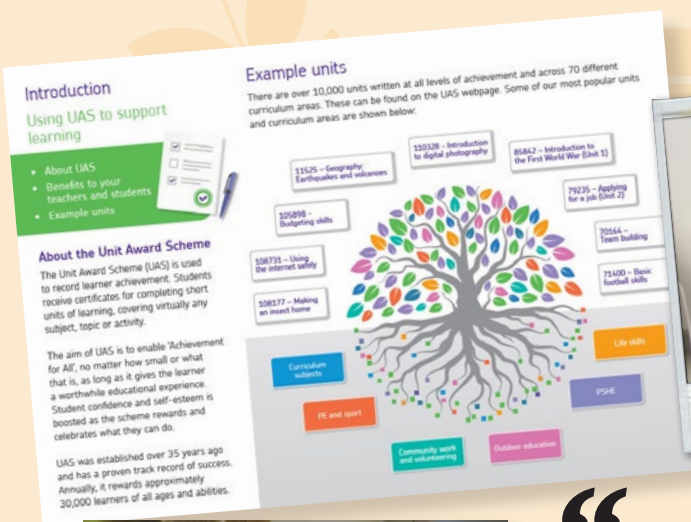 Introduction
Using UAS to support
learning
• About UAS
• Benefits to your
teachers and students
• Example units
About the Unit Award Scheme
The Unit Award Scheme (UAS) is used
to record learner achievement. Students
receive certificates for completing short
units of learning, covering virtually any
subject, topic or activity.
The aim of UAS is to enable 'Achievement
for All', no matter how small or what
that is, as long as it gives the learner
a worthwhile educational experience.
Student confidence and self-esteem is
boosted as the scheme rewards and
celebrates what they can do.
UAS was established over 35 years ago
and has a proven track record of success.
Annually, it rewards approximately
30,000 learners of all ages and abilities.
Example units
There are over 10,000 units written at all levels of achievement and across 70 different
curriculum areas. These can be found on the UAS webpage. Some of our most popular units
and curriculum areas are shown below:
110328 – Introduction
to digital photography
85842 – Introduction to
the First World War (Unit 1)
11525 – Geography:
Earthquakes and volcanoes
79235 – Applying
for a job (Unit 2)
105898 –
Budgeting skills
20164 –
Team building
108731 – Using
the internet safely
71400 – Basic
football skills
108177 – Making
an insect home
Curriculum
subjects
Life skills
PE and sport
PSHE
Community work
and volunteering
Outdoor education
“